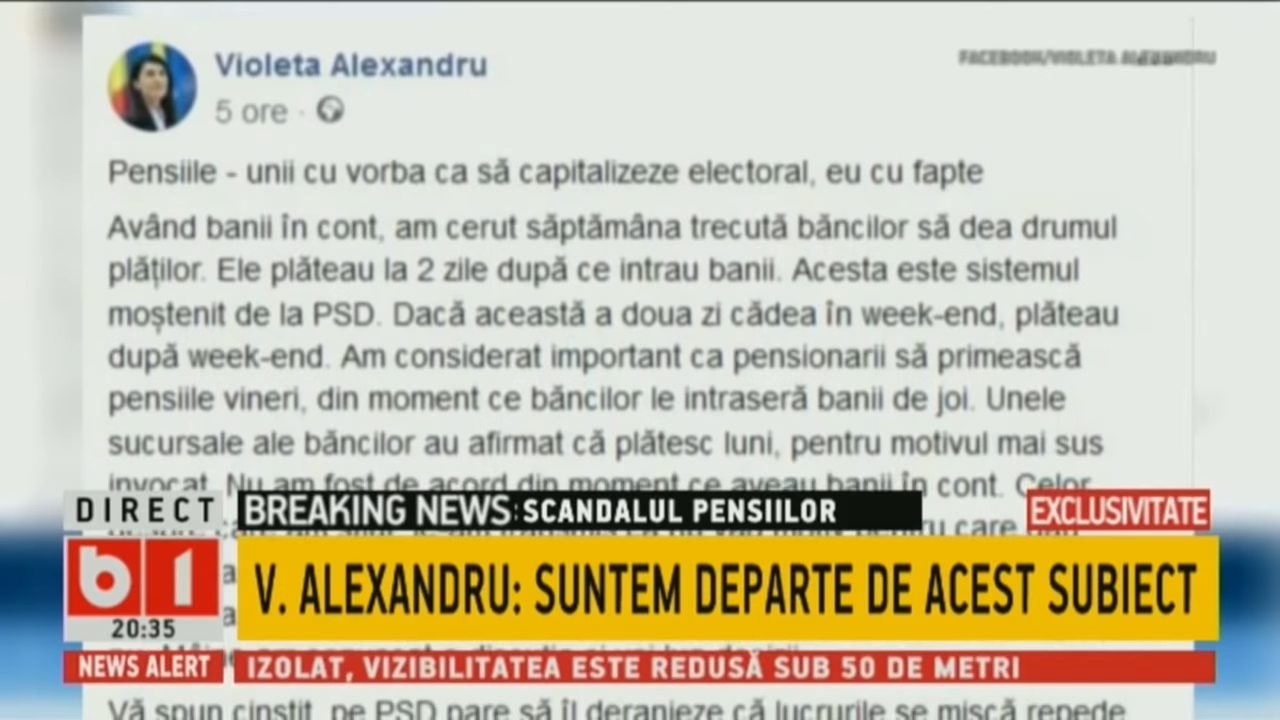 Violeta Alexandru
FACEBOOK/VIOLETA ALEXANDRU
5 ore ·
Pensiile - unii cu vorba ca să capitalizeze electoral, eu cu fapte
Având banii în cont, am cerut săptămâna trecută băncilor să dea drumul
plăților. Ele plăteau la 2 zile după ce intrau banii. Acesta este sistemul
moștenit de la PSD. Dacă această a doua zi cădea în week-end, plăteau
după week-end. Am considerat important ca pensionarii să primească
pensiile vineri, din moment ce băncilor le intraseră banii de joi. Unele
sucursale ale băncilor au afirmat că plătesc luni, pentru motivul mai sus
invocat. Nu am fost de acord din moment ce aveau banii în cont. Celor
DIRECT
BREAKING NEWS: SCANDALUL PENSIILOR
EXCLUSIVITATE
care
b1
V. ALEXANDRU: SUNTEM DEPARTE DE ACEST SUBIECT
20:35
NEWS ALERT
IZOLAT, VIZIBILITATEA ESTE REDUSĂ SUB 50 DE METRI
Vă spun cinstit, pe PSD pare să îl deranjeze că lucrurile se mișcă repede